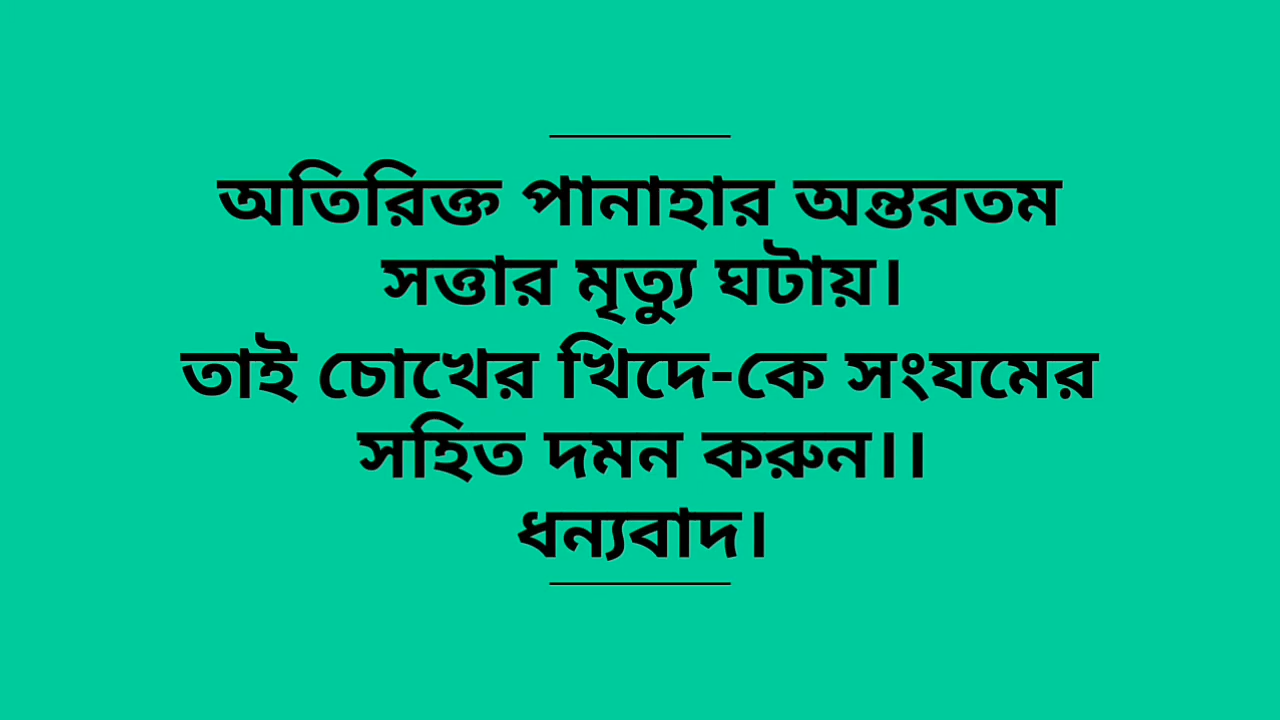 অতিরিক্ত পানাহার অন্তরতম
সত্তার মৃত্যু ঘটায়।
তাই চোখের খিদে-কে সংযমের
সহিত দমন করুন।।
ধন্যবাদ।